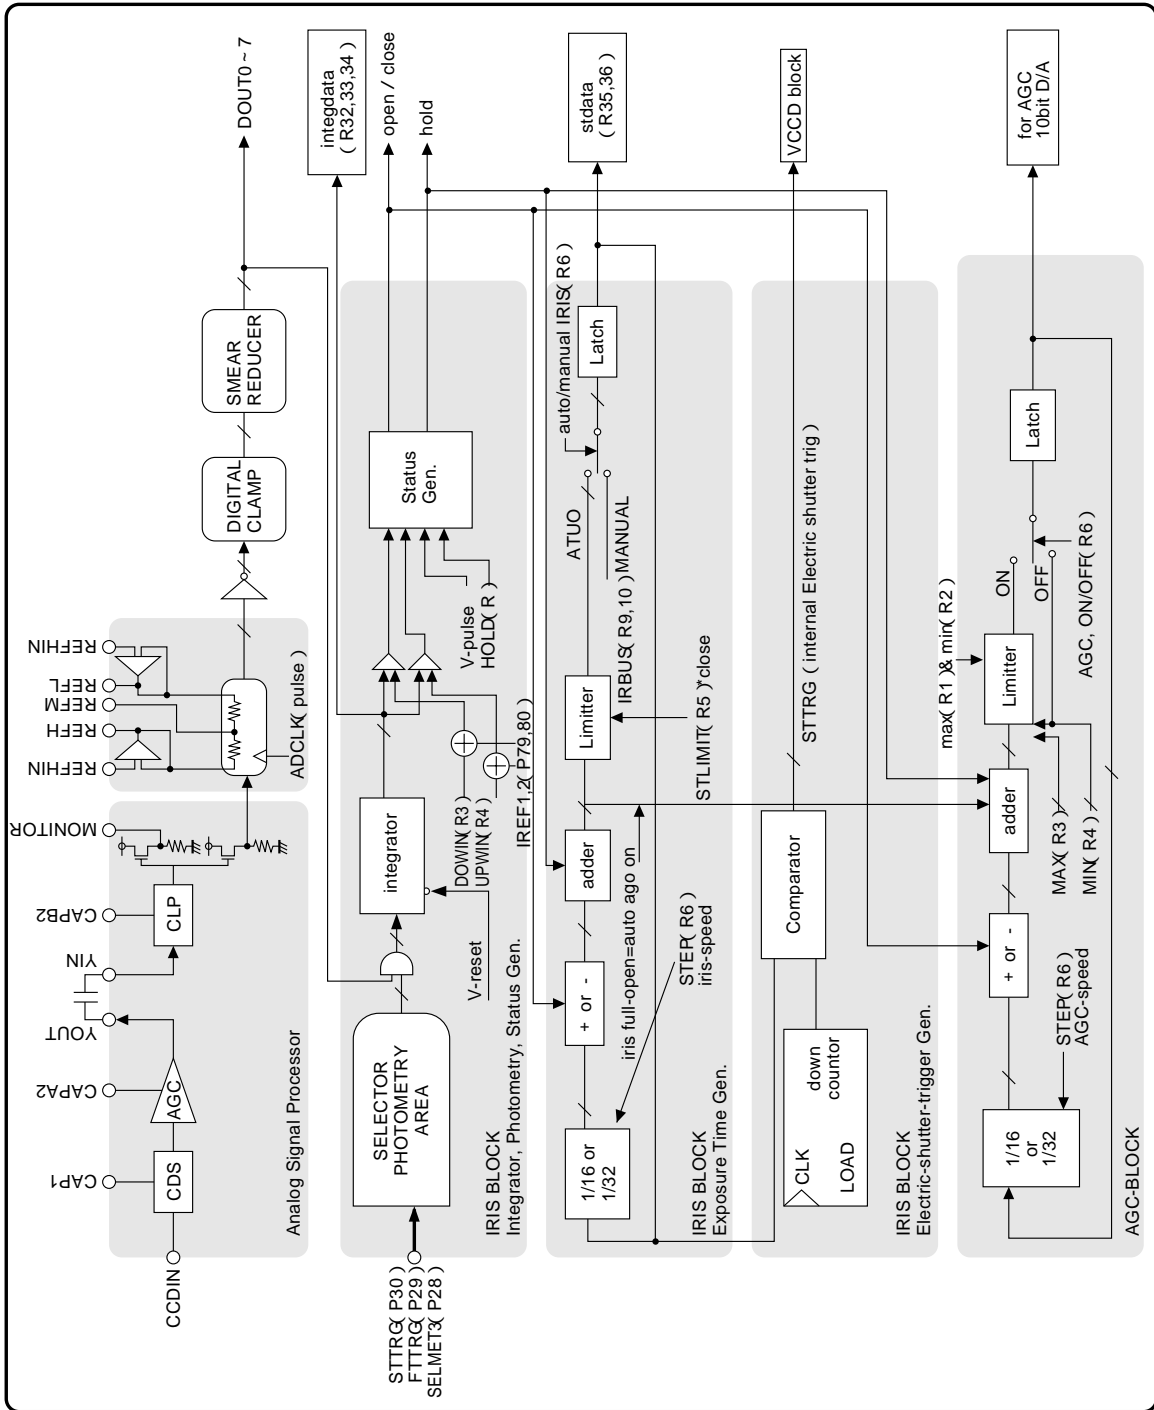 CCDIN
CAP1
CDS
CAPA2
AGC
YOUT
YIN
CAPB2
CLP
MONITOR
Analog Signal Processor
REFHIN
REFH
REFM
REFL
REFHIN
ADCLK( pulse )
DIGITAL
CLAMP
SMEAR
REDUCER
DOUT0 ~ 7
STTRG( P30)
FTTRG( P29)
SELMET3( P28)
SELECTOR
PHOTOMETRY
AREA
integrator
V-reset
DOWIN( R3)
UPWIN( R4)
IREF1,2( P79,80)
V-pulse
HOLD( R )
Status
Gen.
integdata
( R32,33,34)
open / close
hold
IRIS BLOCK
Integrator, Photometry, Status Gen.
1/16 or
1/32
STEP( R6)
iris-speed
+ or -
adder
iris full-open=auto ago on
Limitter
STLIMIT( R5)*close
ATUO
IRBUS( R9,10) MANUAL
auto/manual IRIS( R6)
Latch
stdata
( R35,36)
IRIS BLOCK
Exposure Time Gen.
CLK
LOAD
down
countor
Comparator
STTRG ( internal Electric shutter trig )
VCCD block
IRIS BLOCK
Electric-shutter-trigger Gen.
1/16
or
1/32
STEP( R6)
AGC-speed
+ or -
adder
MAX( R3)
MIN( R4)
Limitter
max( R1)& min( R2)
ON
OFF
AGC, ON/OFF( R6)
Latch
for AGC
10bit D/A
AGC-BLOCK